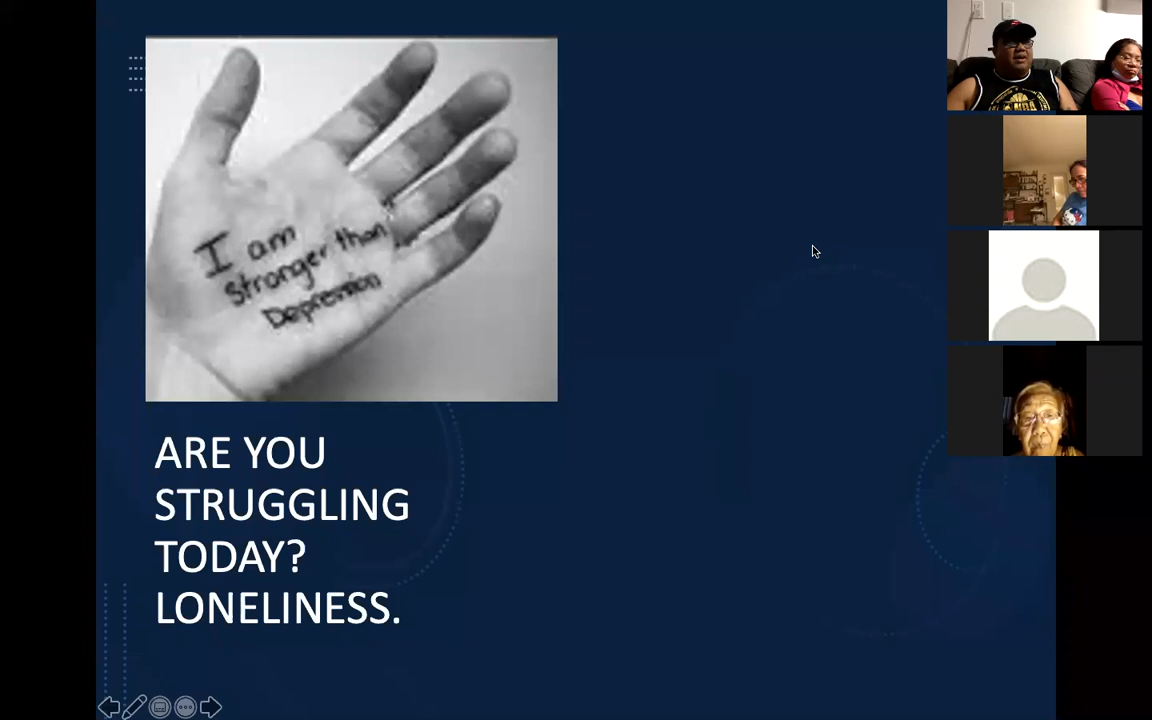 I am
stronger than
Depression
ARE YOU
STRUGGLING
TODAY?
LONELINESS.